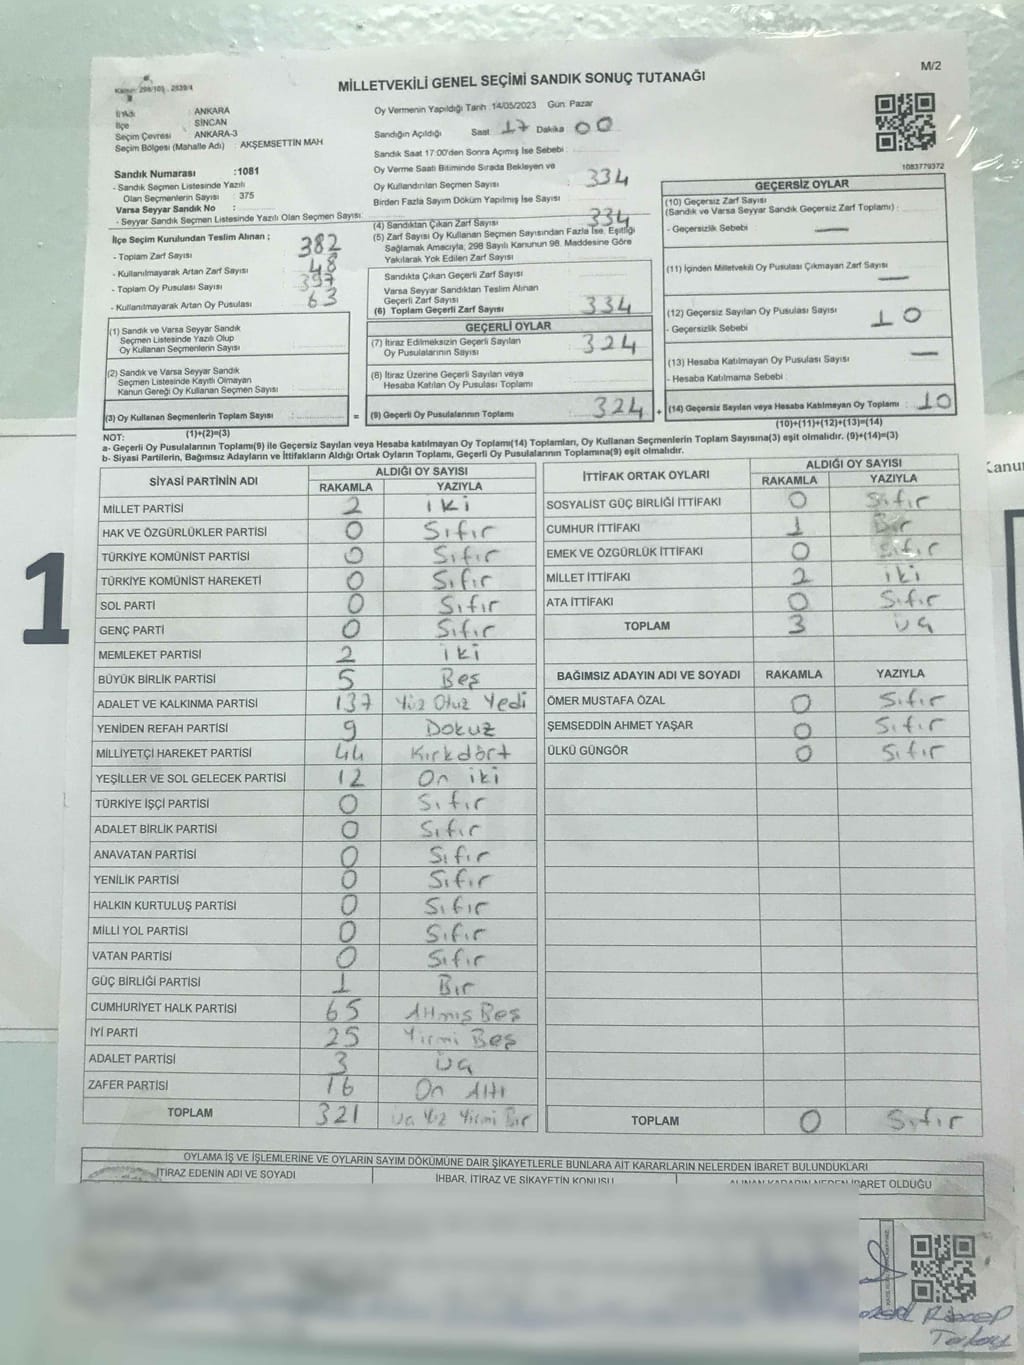 M/2
MİLLETVEKİLİ GENEL SEÇİMİ SANDIK SONUÇ TUTANAĞI
Kanun: 298/105, 2839/4
İl Adı : ANKARA
İlçe : SİNCAN
Seçim Çevresi : ANKARA-3
Seçim Bölgesi (Mahalle Adı) : AKŞEMSETTİN MAH
Sandık Numarası :1081
- Sandık Seçmen Listesinde Yazılı
Olan Seçmenlerin Sayısı : 375
Varsa Seyyar Sandık No :
- Seyyar Sandık Seçmen Listesinde Yazılı Olan Seçmen Sayısı :
İlçe Seçim Kurulundan Teslim Alınan ;
- Toplam Zarf Sayısı : 382
- Kullanılmayarak Artan Zarf Sayısı : 48
- Toplam Oy Pusulası Sayısı : 397
- Kullanılmayarak Artan Oy Pusulası : 63
(1) Sandık ve Varsa Seyyar Sandık
Seçmen Listesinde Yazılı Olup
Oy Kullanan Seçmenlerin Sayısı
(2) Sandık ve Varsa Seyyar Sandık
Seçmen Listesinde Kayıtlı Olmayan
Kanun Gereği Oy Kullanan Seçmen Sayısı :
(3) Oy Kullanan Seçmenlerin Toplam Sayısı :
(1)+(2)=(3)
Oy Vermenin Yapıldığı Tarih :14/05/2023 Gün: Pazar
Sandığın Açıldığı Saat 17 Dakika 00
Sandık Saat 17:00'den Sonra Açımış İse Sebebi :
Oy Verme Saati Bitiminde Sırada Bekleyen ve
Oy Kullandırılan Seçmen Sayısı : 334
Birden Fazla Sayım Döküm Yapılmış İse Sayısı :
(4) Sandıktan Çıkan Zarf Sayısı : 334
(5) Zarf Sayısı Oy Kullanan Seçmen Sayısından Fazla İse, Eşitliği
Sağlamak Amacıyla; 298 Sayılı Kanunun 98. Maddesine Göre
Yakılarak Yok Edilen Zarf Sayısı :
Sandıkta Çıkan Geçerli Zarf Sayısı :
Varsa Seyyar Sandıktan Teslim Alınan
Geçerli Zarf Sayısı :
(6) Toplam Geçerli Zarf Sayısı : 334
GEÇERLİ OYLAR
(7) İtiraz Edilmeksizin Geçerli Sayılan
Oy Pusulalarının Sayısı : 324
(8) İtiraz Üzerine Geçerli Sayılan veya
Hesaba Katılan Oy Pusulası Toplamı :
= (9) Geçerli Oy Pusulalarının Toplamı : 324
1083779372
GEÇERSİZ OYLAR
(10) Geçersiz Zarf Sayısı
(Sandık ve Varsa Seyyar Sandık Geçersiz Zarf Toplamı) :
- Geçersizlik Sebebi : —
(11) İçinden Milletvekili Oy Pusulası Çıkmayan Zarf Sayısı : —
(12) Geçersiz Sayılan Oy Pusulası Sayısı : 10
- Geçersizlik Sebebi :
(13) Hesaba Katılmayan Oy Pusulası Sayısı : —
- Hesaba Katılmama Sebebi :
+ (14) Geçersiz Sayılan veya Hesaba Katılmayan Oy Toplamı : 10
(10)+(11)+(12)+(13)=(14)
NOT:
a- Geçerli Oy Pusulalarının Toplamı(9) ile Geçersiz Sayılan veya Hesaba katılmayan Oy Toplamı(14) Toplamları, Oy Kullanan Seçmenlerin Toplam Sayısına(3) eşit olmalıdır. (9)+(14)=(3)
b- Siyasi Partilerin, Bağımsız Adayların ve İttifakların Aldığı Ortak Oyların Toplamı, Geçerli Oy Pusulalarının Toplamına(9) eşit olmalıdır.
SİYASİ PARTİNİN ADI ALDIĞI OY SAYISI
RAKAMLA YAZIYLA
MİLLET PARTİSİ 2 iki
HAK VE ÖZGÜRLÜKLER PARTİSİ 0 Sıfır
TÜRKİYE KOMÜNİST PARTİSİ 0 Sıfır
TÜRKİYE KOMÜNİST HAREKETİ 0 Sıfır
SOL PARTİ 0 Sıfır
GENÇ PARTİ 0 Sıfır
MEMLEKET PARTİSİ 2 iki
BÜYÜK BİRLİK PARTİSİ 5 Beş
ADALET VE KALKINMA PARTİSİ 137 Yüz Otuz Yedi
YENİDEN REFAH PARTİSİ 9 Dokuz
MİLLİYETÇİ HAREKET PARTİSİ 44 Kırkdört
YEŞİLLER VE SOL GELECEK PARTİSİ 12 On iki
TÜRKİYE İŞÇİ PARTİSİ 0 Sıfır
ADALET BİRLİK PARTİSİ 0 Sıfır
ANAVATAN PARTİSİ 0 Sıfır
YENİLİK PARTİSİ 0 Sıfır
HALKIN KURTULUŞ PARTİSİ 0 Sıfır
MİLLİ YOL PARTİSİ 0 Sıfır
VATAN PARTİSİ 0 Sıfır
GÜÇ BİRLİĞİ PARTİSİ 1 Bir
CUMHURİYET HALK PARTİSİ 65 Altmış Beş
İYİ PARTİ 25 Yirmi Beş
ADALET PARTİSİ 3 Üç
ZAFER PARTİSİ 16 On Altı
TOPLAM 321 Üç Yüz Yirmi Bir
İTTİFAK ORTAK OYLARI ALDIĞI OY SAYISI
RAKAMLA YAZIYLA
SOSYALİST GÜÇ BİRLİĞİ İTTİFAKI 0 Sıfır
CUMHUR İTTİFAKI 1 Bir
EMEK VE ÖZGÜRLÜK İTTİFAKI 0 Sıfır
MİLLET İTTİFAKI 2 iki
ATA İTTİFAKI 0 Sıfır
TOPLAM 3 Üç
BAĞIMSIZ ADAYIN ADI VE SOYADI RAKAMLA YAZIYLA
ÖMER MUSTAFA ÖZAL 0 Sıfır
ŞEMSEDDİN AHMET YAŞAR 0 Sıfır
ÜLKÜ GÜNGÖR 0 Sıfır
TOPLAM 0 Sıfır
OYLAMA İŞ VE İŞLEMLERİNE VE OYLARIN SAYIM DÖKÜMÜNE DAİR ŞİKAYETLERLE BUNLARA AİT KARARLARIN NELERDEN İBARET BULUNDUKLARI
İTİRAZ EDENİN ADI VE SOYADI İHBAR, İTİRAZ VE ŞİKAYETİN KONUSU ALINAN KARARIN NEDEN İBARET OLDUĞU
1
Kanu